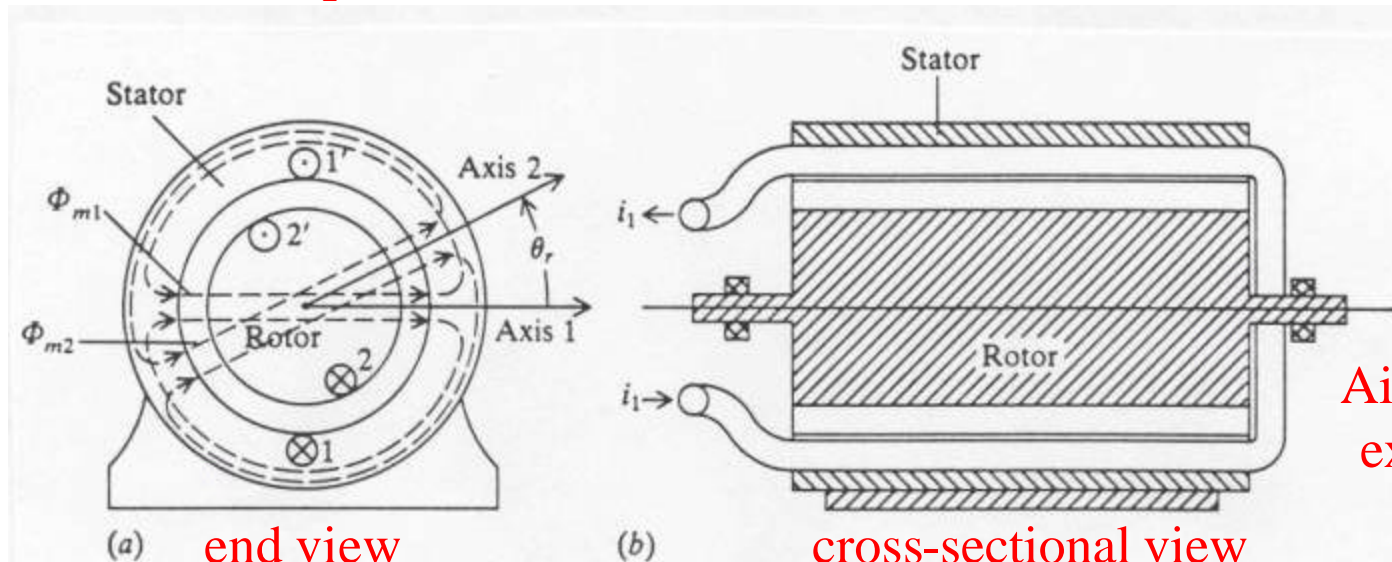 Stator
1'
Axis 2
Φm1
2'
θr
Φm2
Rotor
Axis 1
2
1
(a) end view
Stator
i1
Rotor
i1
(b) cross-sectional view